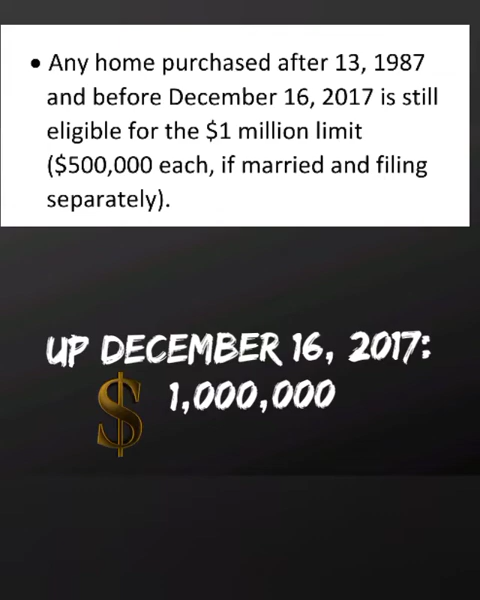 • Any home purchased after 13, 1987
and before December 16, 2017 is still
eligible for the $1 million limit
($500,000 each, if married and filing
separately).
UP DECEMBER 16, 2017:
$ 1,000,000